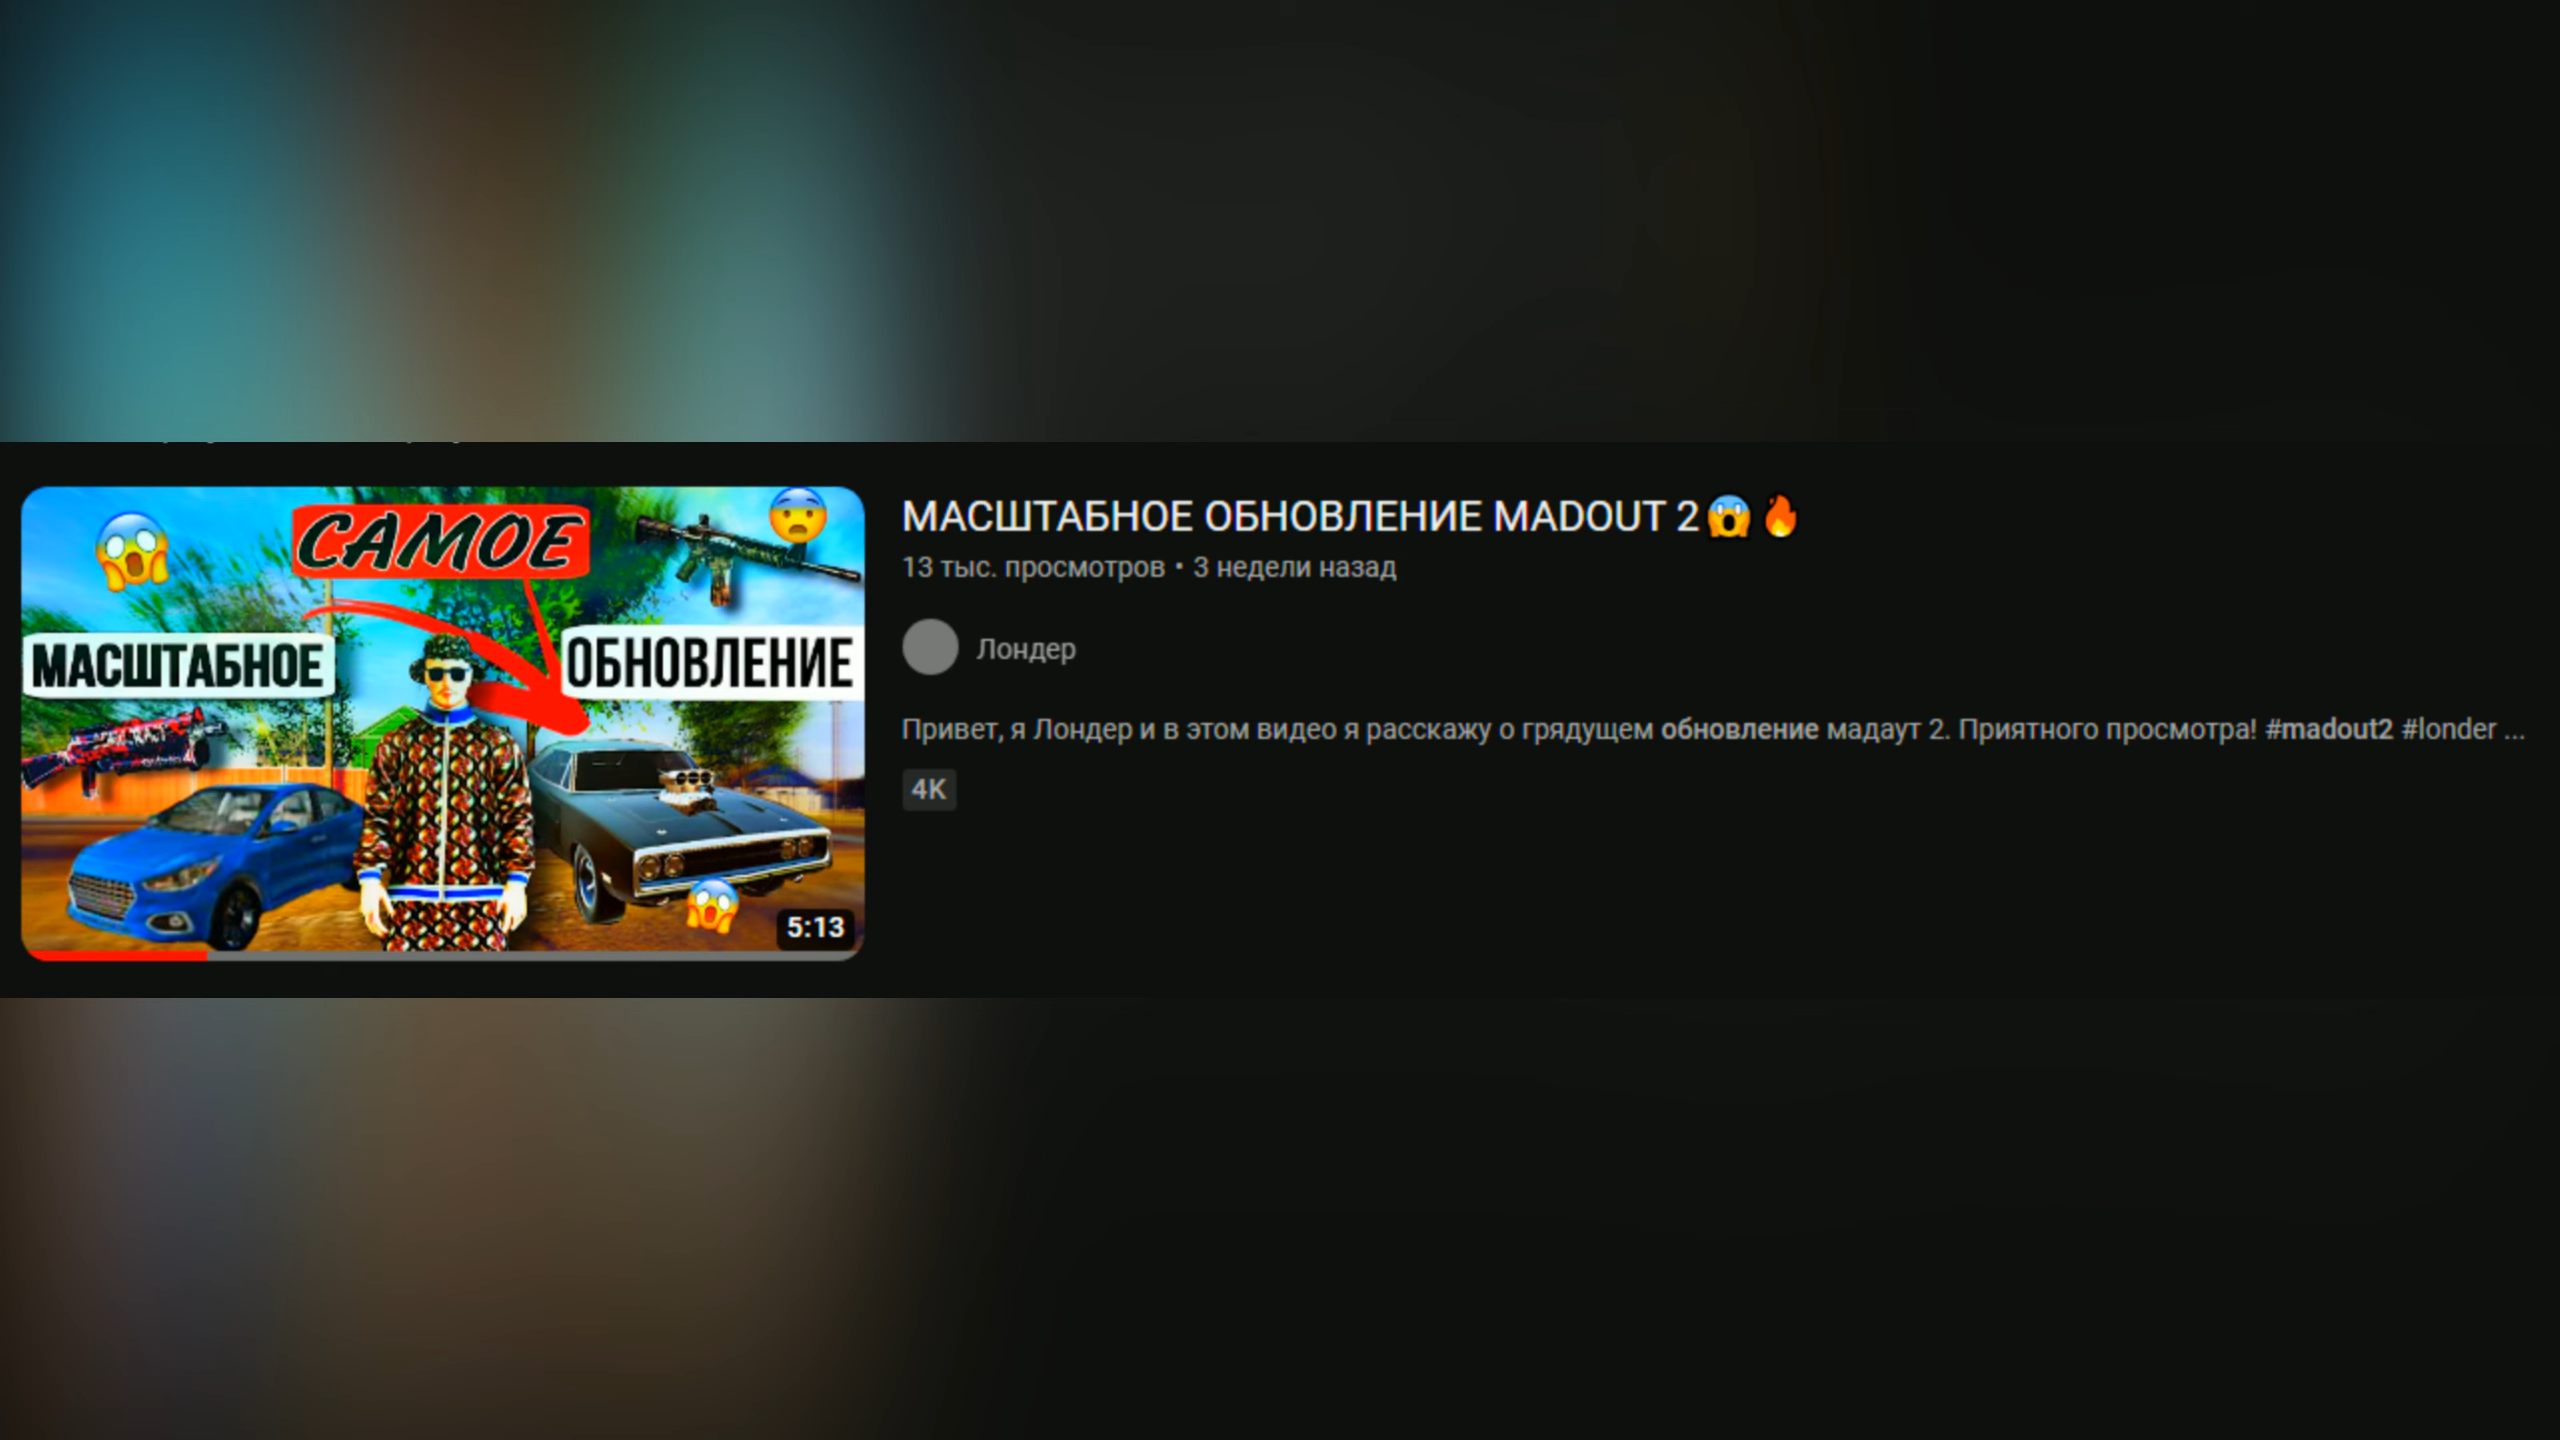 САМОЕ
МАСШТАБНОЕ
ОБНОВЛЕНИЕ
5:13
МАСШТАБНОЕ ОБНОВЛЕНИЕ MADOUT 2😱🔥
13 тыс. просмотров • 3 недели назад
Лондер
Привет, я Лондер и в этом видео я расскажу о грядущем обновление мадаут 2. Приятного просмотра! #madout2 #londer ...
4K